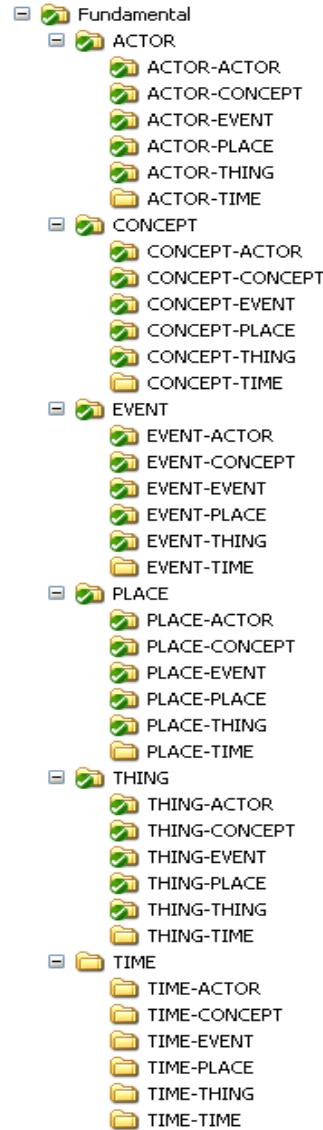 Fundamental
ACTOR
ACTOR-ACTOR
ACTOR-CONCEPT
ACTOR-EVENT
ACTOR-PLACE
ACTOR-THING
ACTOR-TIME
CONCEPT
CONCEPT-ACTOR
CONCEPT-CONCEPT
CONCEPT-EVENT
CONCEPT-PLACE
CONCEPT-THING
CONCEPT-TIME
EVENT
EVENT-ACTOR
EVENT-CONCEPT
EVENT-EVENT
EVENT-PLACE
EVENT-THING
EVENT-TIME
PLACE
PLACE-ACTOR
PLACE-CONCEPT
PLACE-EVENT
PLACE-PLACE
PLACE-THING
PLACE-TIME
THING
THING-ACTOR
THING-CONCEPT
THING-EVENT
THING-PLACE
THING-THING
THING-TIME
TIME
TIME-ACTOR
TIME-CONCEPT
TIME-EVENT
TIME-PLACE
TIME-THING
TIME-TIME